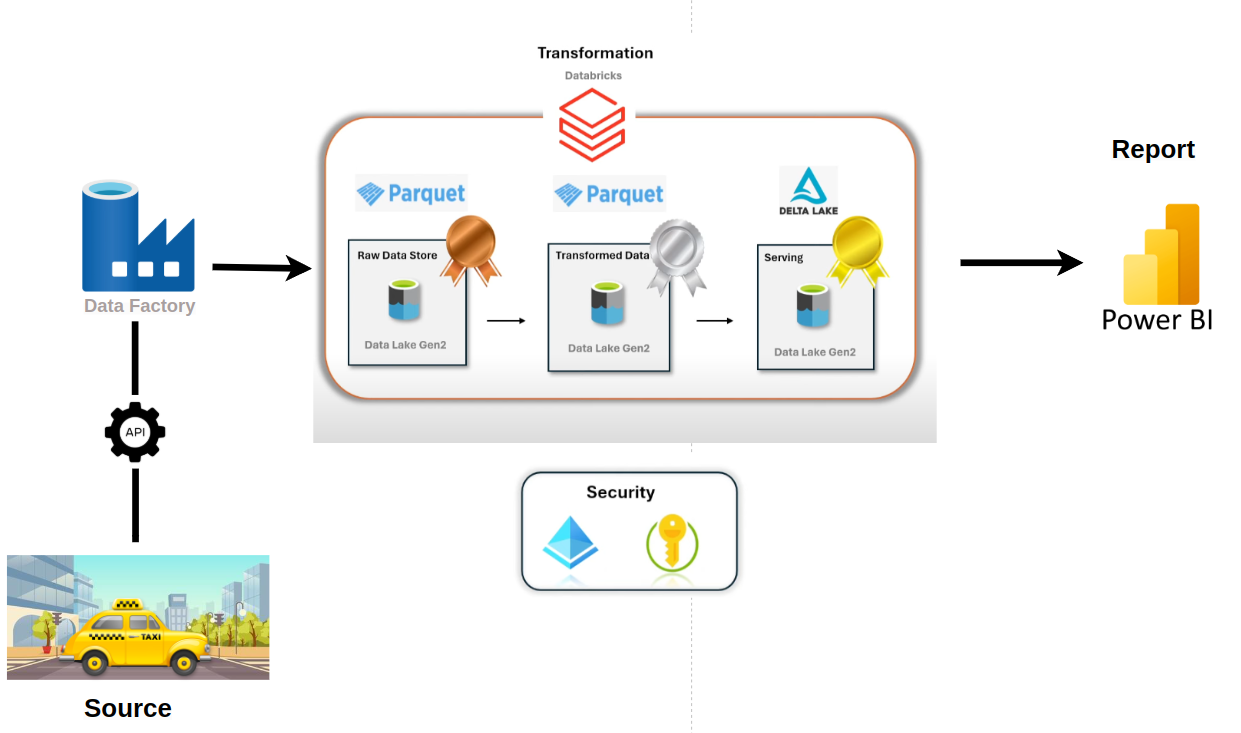 Transformation
Databricks
Report
Parquet
Parquet
DELTA LAKE
Raw Data Store
Transformed Data
Serving
Data Factory
Data Lake Gen2
Data Lake Gen2
Data Lake Gen2
Power BI
API
Security
TAXI
Source